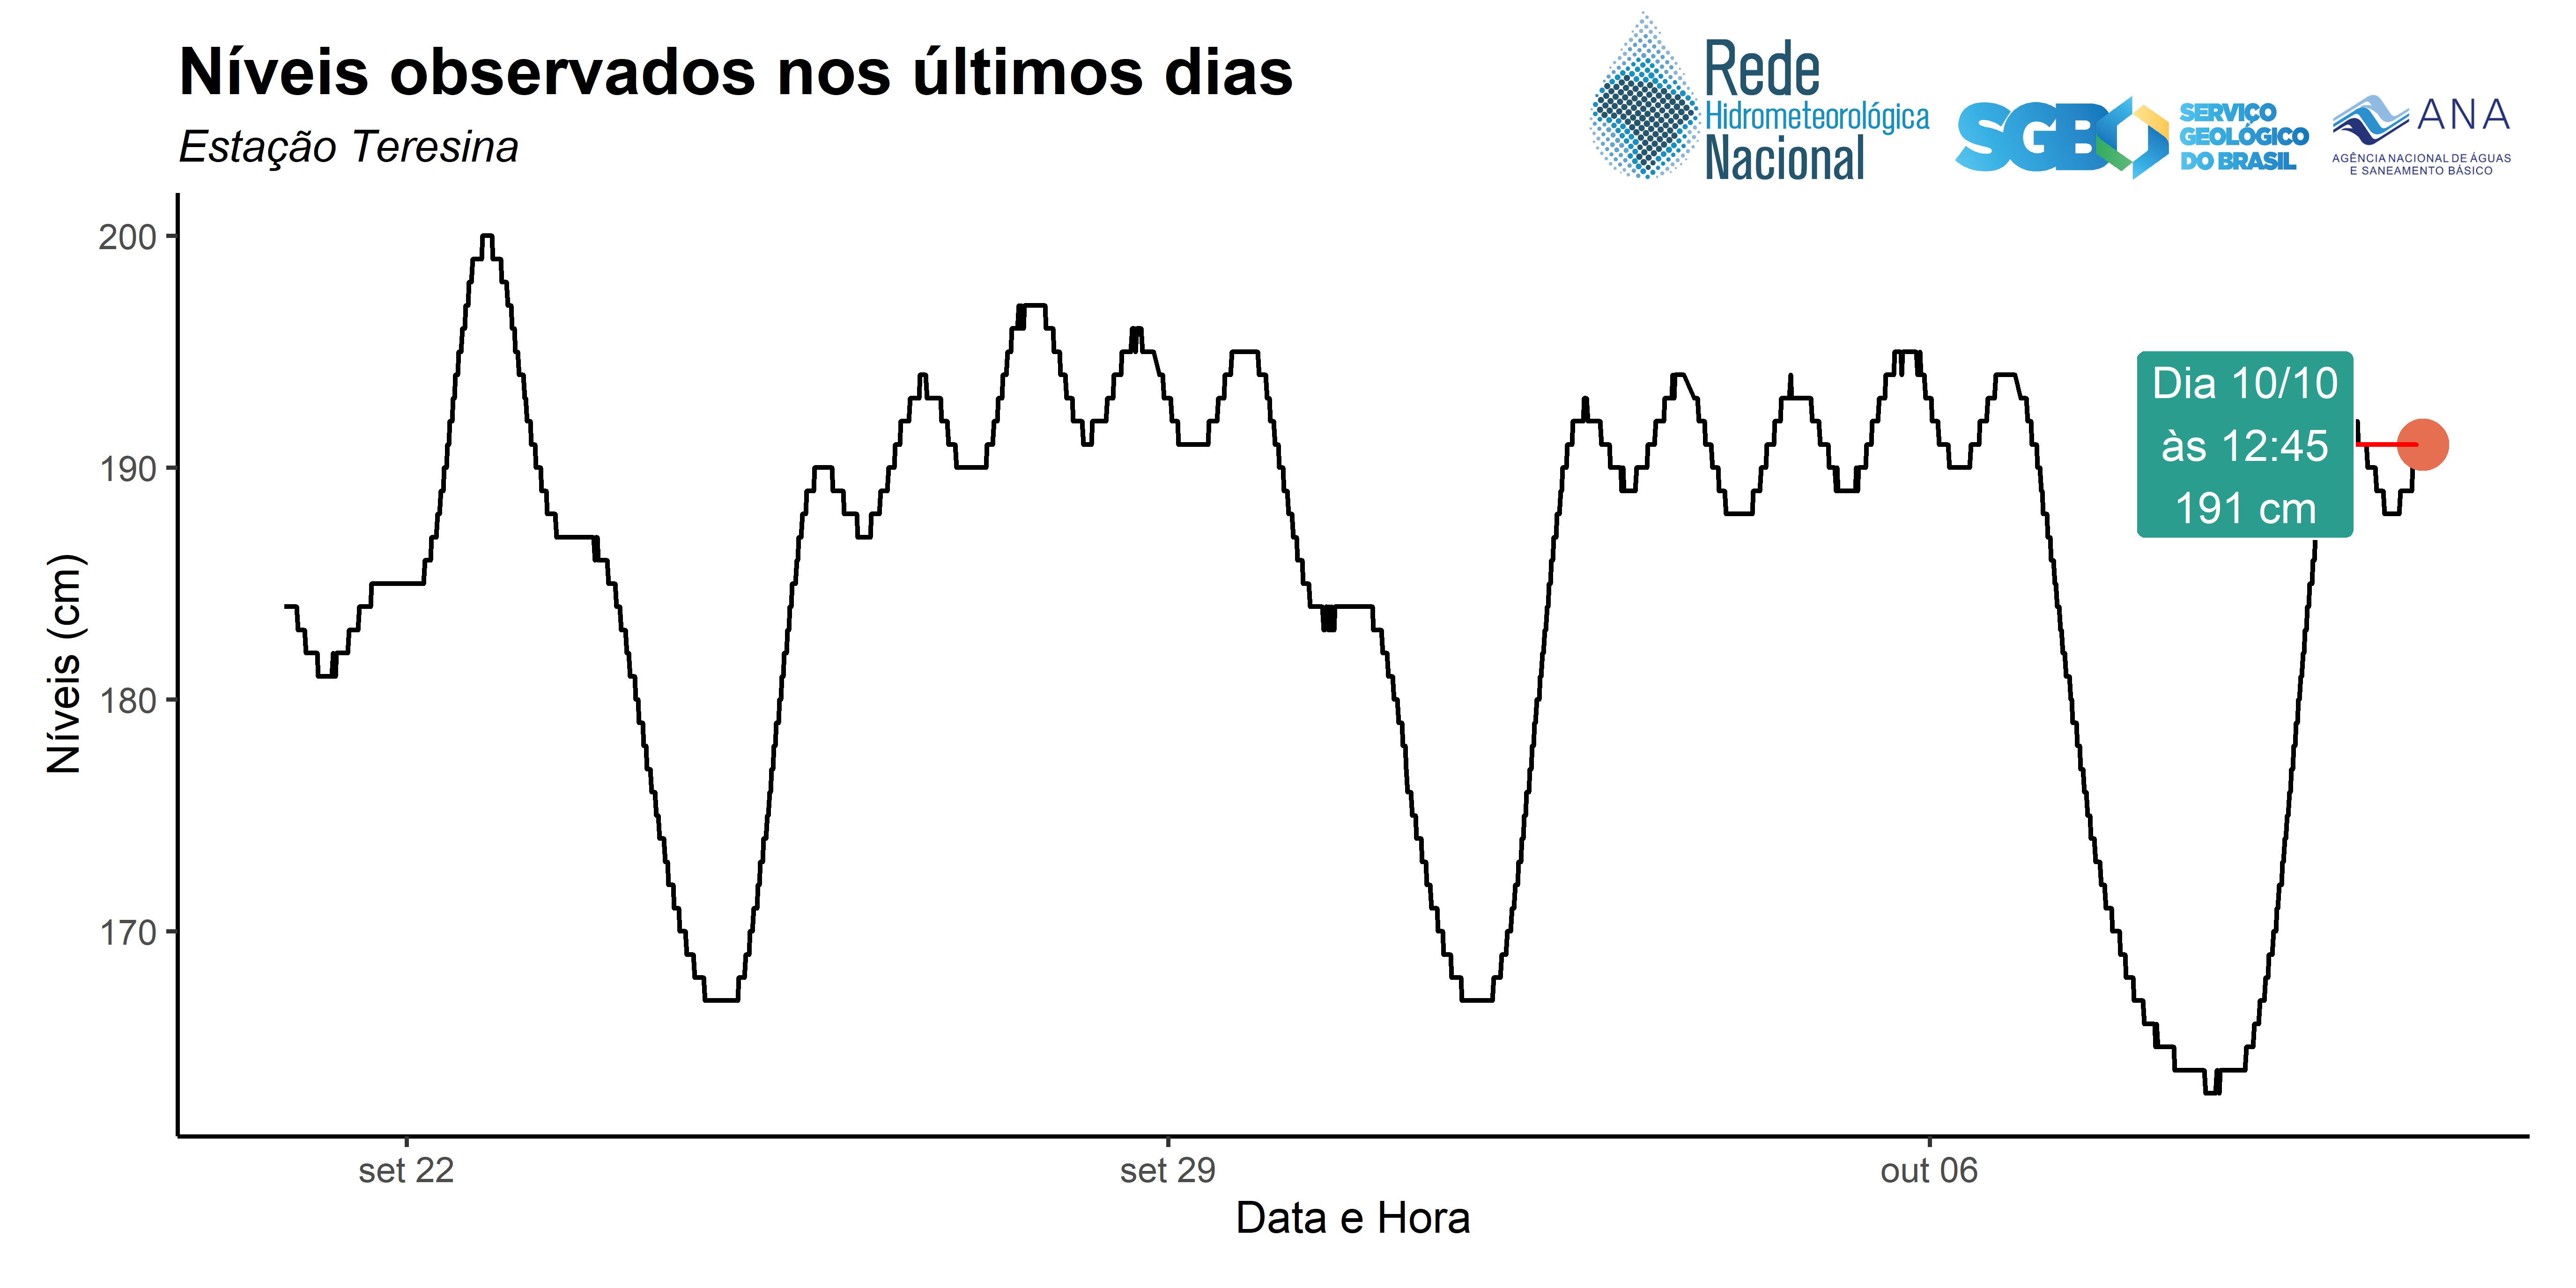 Níveis observados nos últimos dias
Estação Teresina
Rede
Hidrometeorológica
Nacional
SGB
SERVIÇO
GEOLÓGICO
DO BRASIL
ANA
AGÊNCIA NACIONAL DE ÁGUAS
E SANEAMENTO BÁSICO
Níveis (cm)
200
190
180
170
Dia 10/10
às 12:45
191 cm
set 22
set 29
out 06
Data e Hora